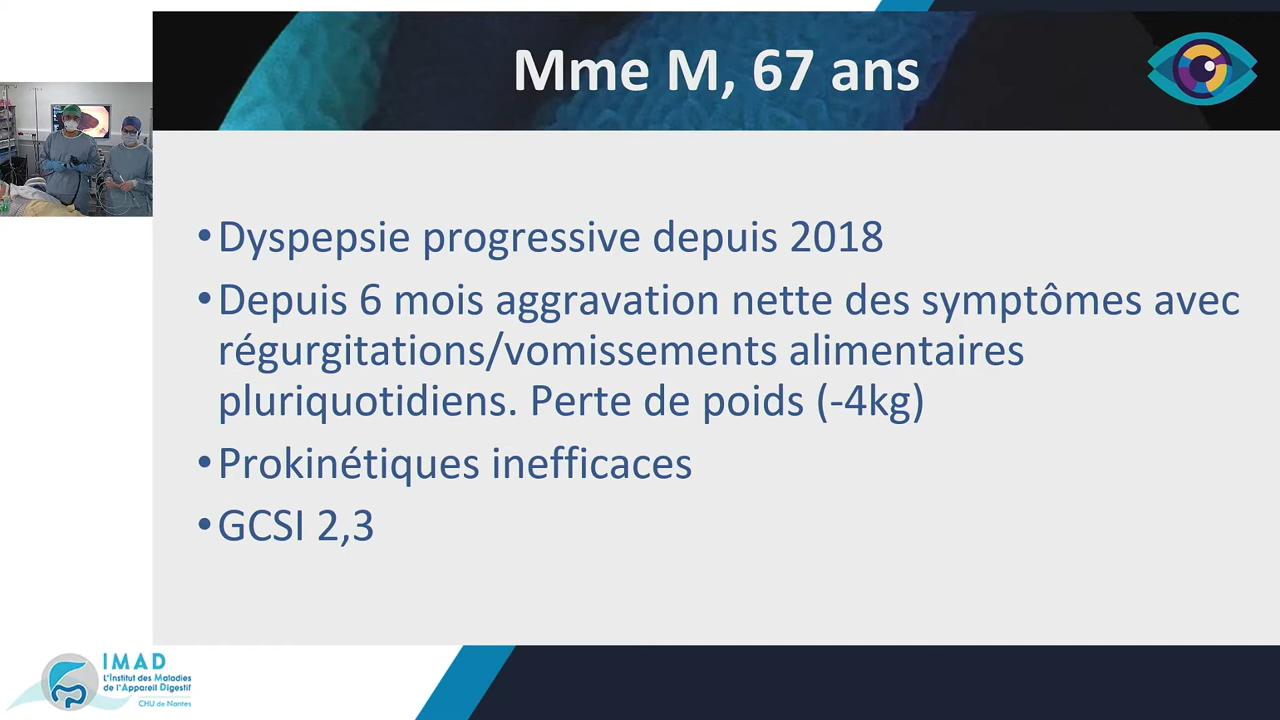 Mme M, 67 ans
•Dyspepsie progressive depuis 2018
•Depuis 6 mois aggravation nette des symptômes avec
régurgitations/vomissements alimentaires
pluriquotidiens. Perte de poids (-4kg)
•Prokinétiques inefficaces
•GCSI 2,3
IMAD
L'Institut des Maladies
de l'Appareil Digestif
CHU de Nantes